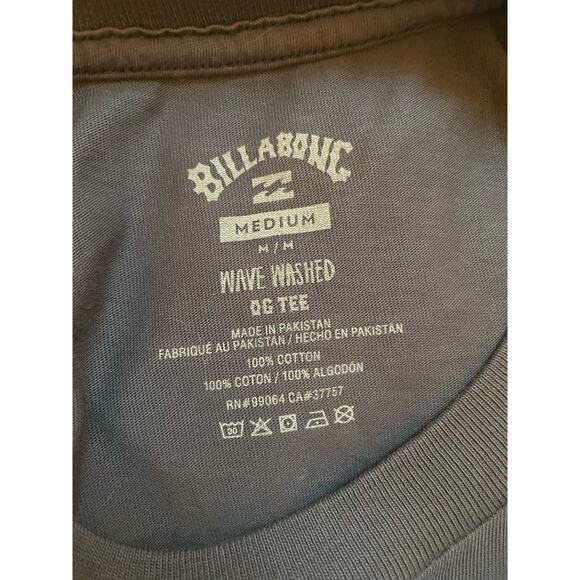 BILLABONG
MEDIUM
M / M
WAVE WASHED
OG TEE
MADE IN PAKISTAN
FABRIQUÉ AU PAKISTAN / HECHO EN PAKISTÁN
100% COTTON
100% COTON / 100% ALGODÓN
RN#99064 CA#37757
30